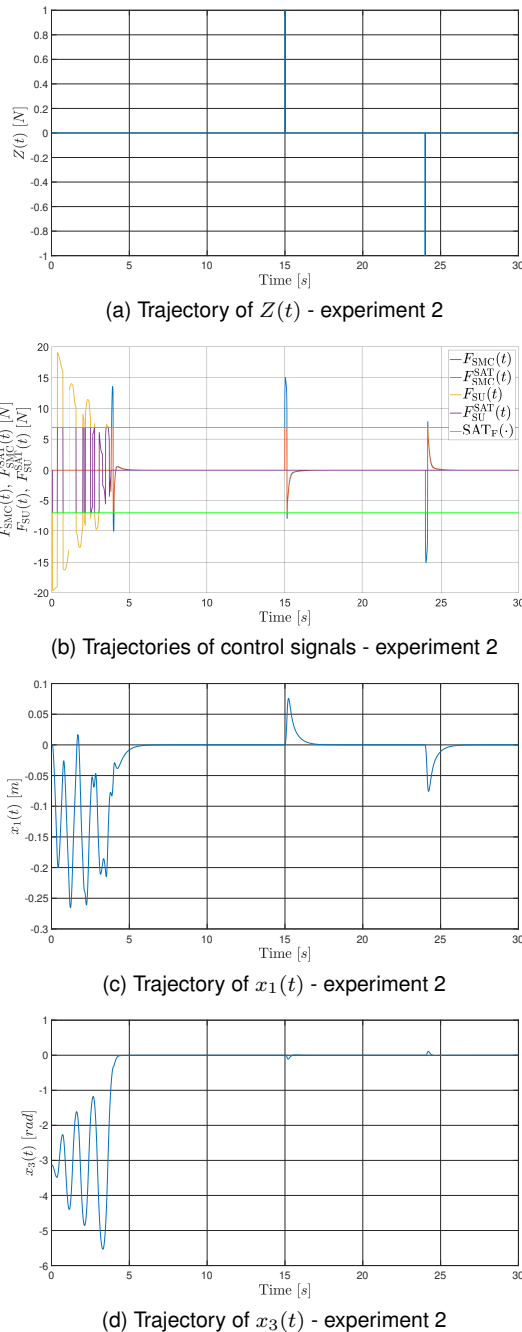 1
0.8
0.6
0.4
0.2
0
-0.2
-0.4
-0.6
-0.8
-1
Z(t) [N]
0 5 10 15 20 25 30
Time [s]
(a) Trajectory of Z(t) - experiment 2
20
15
10
5
0
-5
-10
-15
-20
F_SMC(t), F_SMC^SAT(t) [N]
F_SU(t), F_SU^SAT(t) [N]
F_SMC(t)
F_SMC^SAT(t)
F_SU(t)
F_SU^SAT(t)
SAT_F(·)
0 5 10 15 20 25 30
Time [s]
(b) Trajectories of control signals - experiment 2
0.1
0.05
0
-0.05
-0.1
-0.15
-0.2
-0.25
-0.3
x₁(t) [m]
0 5 10 15 20 25 30
Time [s]
(c) Trajectory of x₁(t) - experiment 2
1
0
-1
-2
-3
-4
-5
-6
x₃(t) [rad]
0 5 10 15 20 25 30
Time [s]
(d) Trajectory of x₃(t) - experiment 2